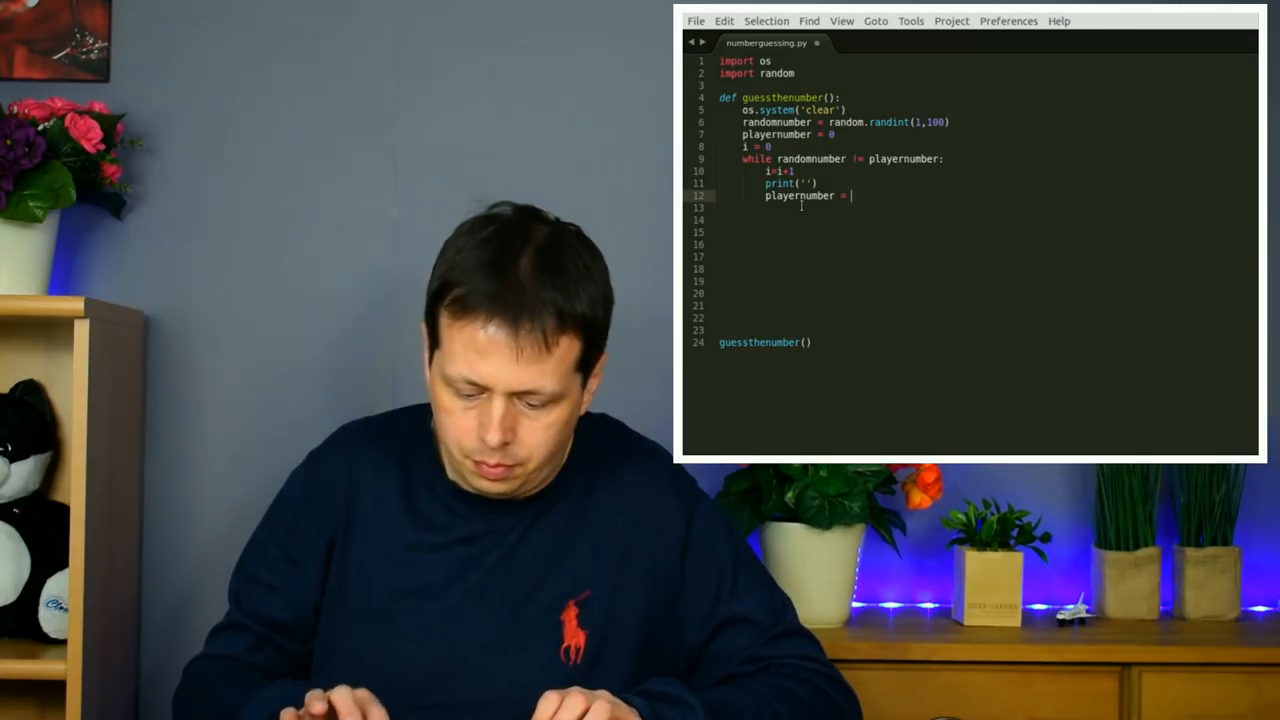 File Edit Selection Find View Goto Tools Project Preferences Help
numberguessing.py
1 import os
2 import random
3
4 def guessthenumber():
5 os.system('clear')
6 randomnumber = random.randint(1,100)
7 playernumber = 0
8 i = 0
9 while randomnumber != playernumber:
10 i=i+1
11 print('')
12 playernumber =
13
14
15
16
17
18
19
20
21
22
23
24 guessthenumber()